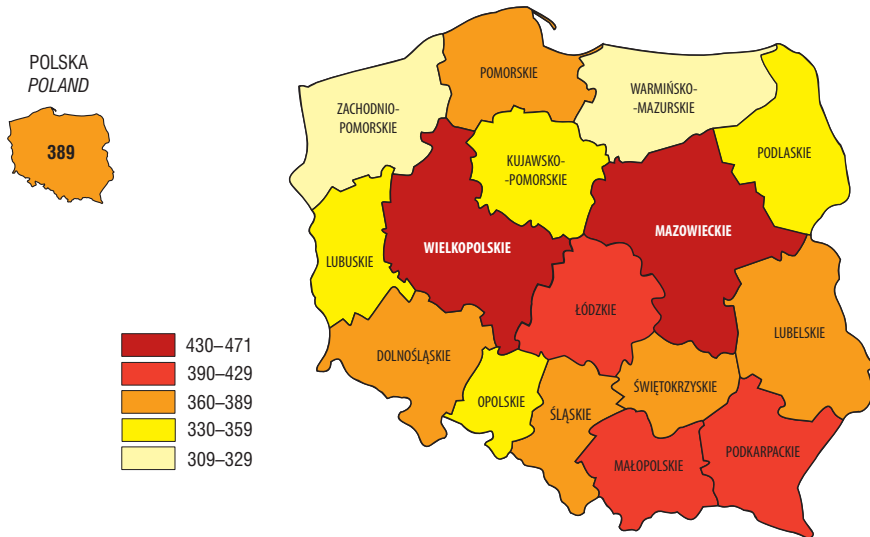 POLSKA
POLAND
389
POMORSKIE
ZACHODNIO-
POMORSKIE
WARMIŃSKO-
-MAZURSKIE
KUJAWSKO-
-POMORSKIE
PODLASKIE
WIELKOPOLSKIE
MAZOWIECKIE
LUBUSKIE
ŁÓDZKIE
LUBELSKIE
DOLNOŚLĄSKIE
OPOLSKIE
ŚLĄSKIE
ŚWIĘTOKRZYSKIE
MAŁOPOLSKIE
PODKARPACKIE
430–471
390–429
360–389
330–359
309–329